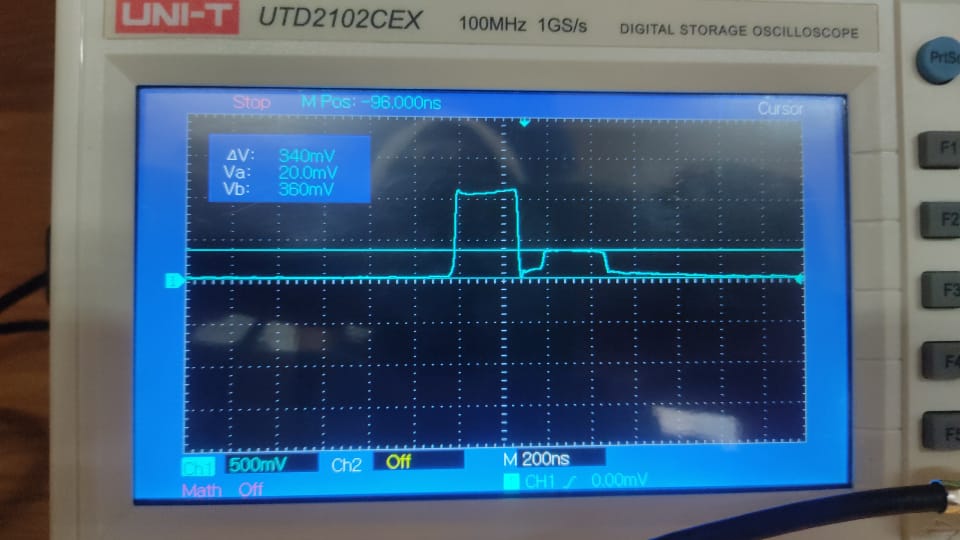 UNI-T UTD2102CEX 100MHz 1GS/s DIGITAL STORAGE OSCILLOSCOPE
Stop M Pos: -96.000ns Cursor
ΔV: 340mV
Va: 20.0mV
Vb: 360mV
Ch1 500mV Ch2 Off M 200ns
CH1 0.00mV
Math Off
PrtSc
F1
F2
F3
F4
F5